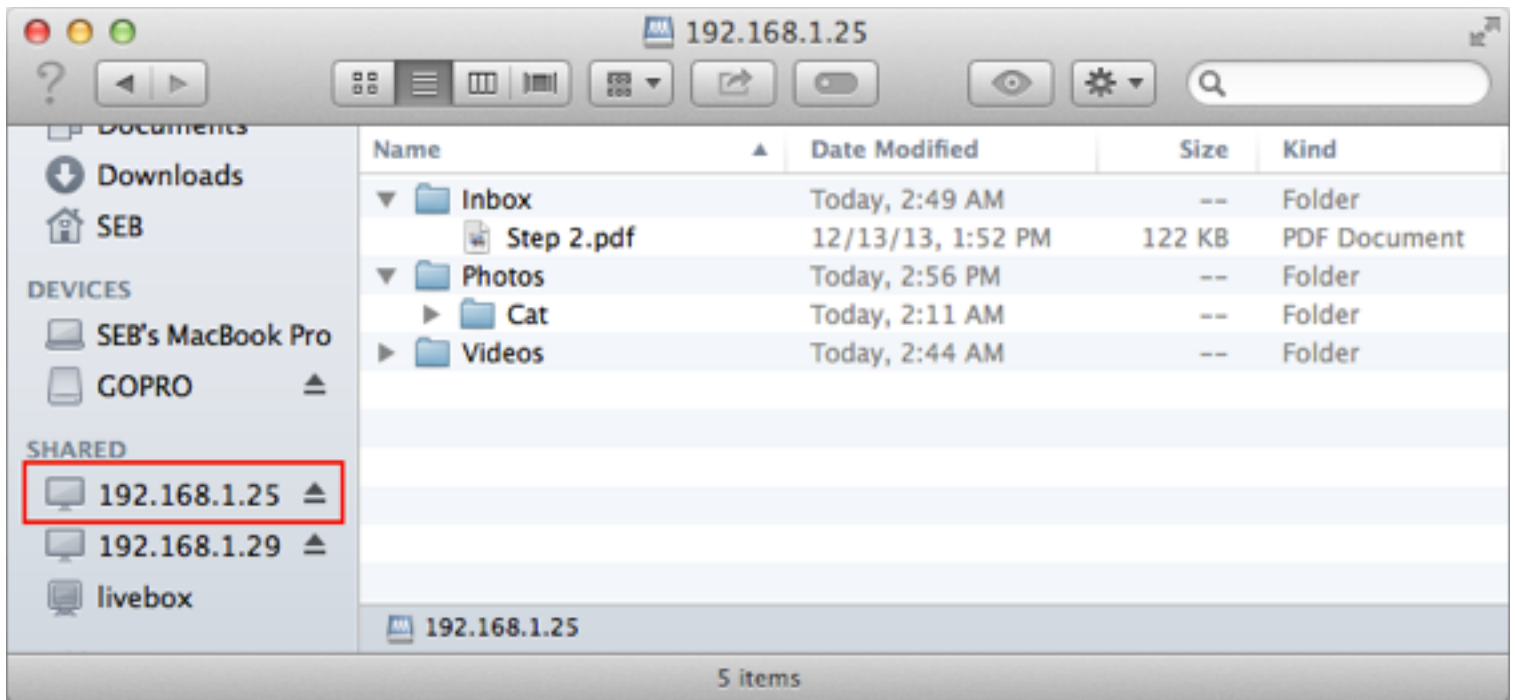 192.168.1.25
?
Documents
Downloads
SEB
DEVICES
SEB's MacBook Pro
GOPRO
SHARED
192.168.1.25
192.168.1.29
livebox
Name Date Modified Size Kind
Inbox Today, 2:49 AM -- Folder
Step 2.pdf 12/13/13, 1:52 PM 122 KB PDF Document
Photos Today, 2:56 PM -- Folder
Cat Today, 2:11 AM -- Folder
Videos Today, 2:44 AM -- Folder
192.168.1.25
5 items